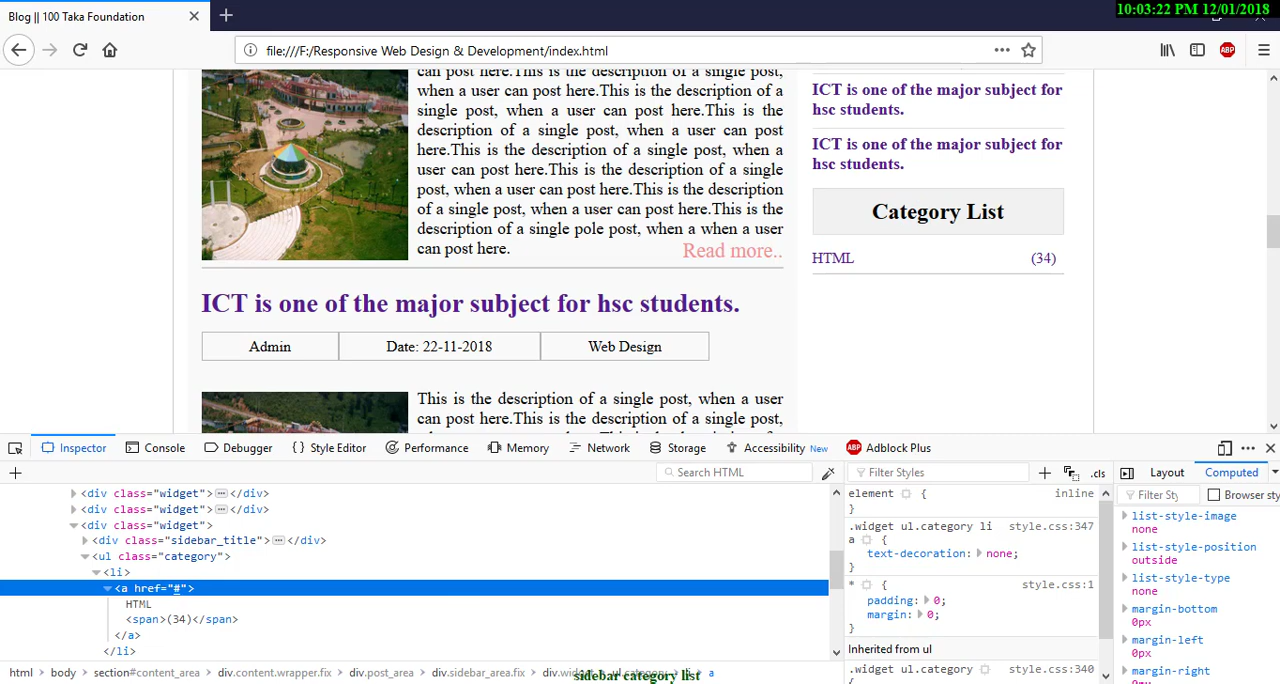 Blog || 100 Taka Foundation
10:03:22 PM 12/01/2018
file:///F:/Responsive Web Design & Development/index.html
ABP
can post here.This is the description of a single post,
when a user can post here.This is the description of a
single post, when a user can post here.This is the
description of a single post, when a user can post
here.This is the description of a single post, when a
user can post here.This is the description of a single
post, when a user can post here.This is the description
of a single post, when a user can post here.This is the
description of a single pole post, when a when a user
can post here.
Read more..
ICT is one of the major subject for hsc students.
Admin
Date: 22-11-2018
Web Design
This is the description of a single post, when a user
can post here.This is the description of a single post,
ICT is one of the major subject for
hsc students.
ICT is one of the major subject for
hsc students.
Category List
HTML (34)
Inspector Console Debugger { } Style Editor Performance Memory Network Storage Accessibility New ABP Adblock Plus
Search HTML
<div class="widget"> </div>
<div class="widget"> </div>
<div class="widget">
<div class="sidebar_title"> </div>
<ul class="category">
<li>
<a href="#">
HTML
<span>(34)</span>
</a>
</li>
html body section#content_area div.content.wrapper.fix div.post_area div.sidebar_area.fix a
sidebar category list
Filter Styles
.cls
element { inline
}
.widget ul.category li style.css:347
a {
text-decoration: none;
}
* { style.css:1
padding: 0;
margin: 0;
}
Inherited from ul
.widget ul.category style.css:340
Layout Computed
Filter Sty Browser sty
list-style-image
none
list-style-position
outside
list-style-type
none
margin-bottom
0px
margin-left
0px
margin-right